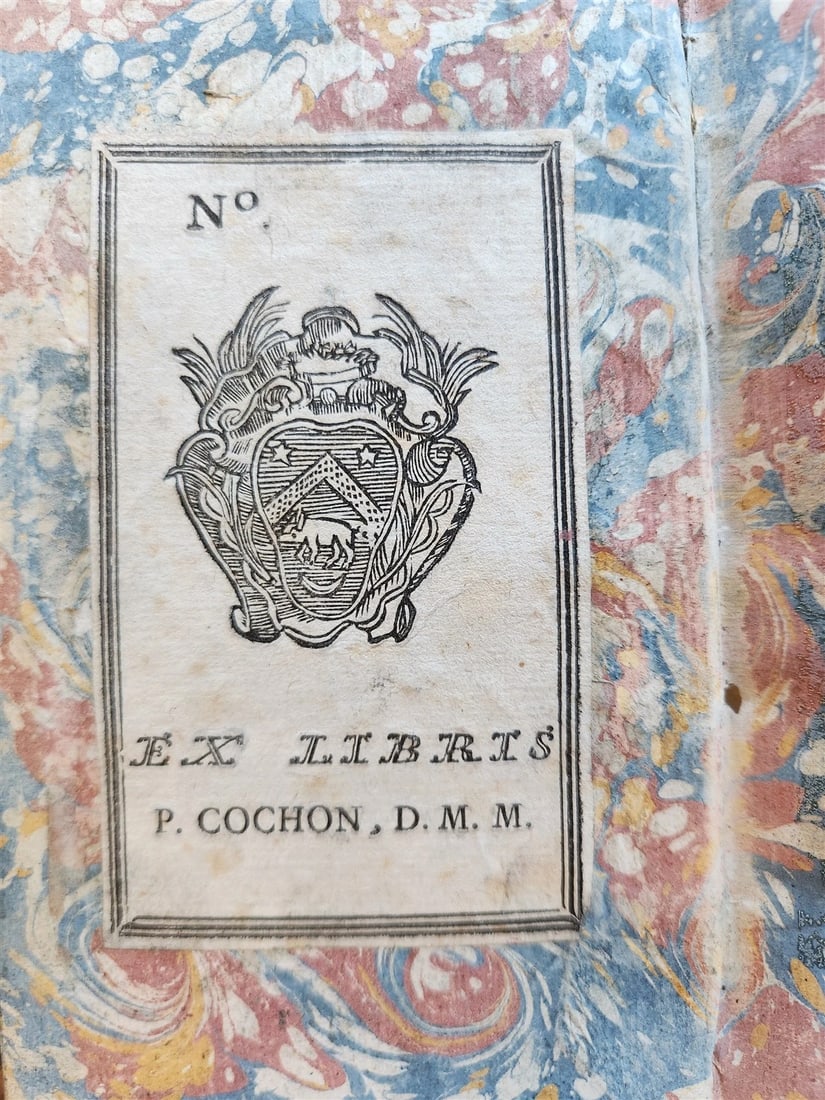 No.
EX LIBRIS
P. COCHON, D. M. M.